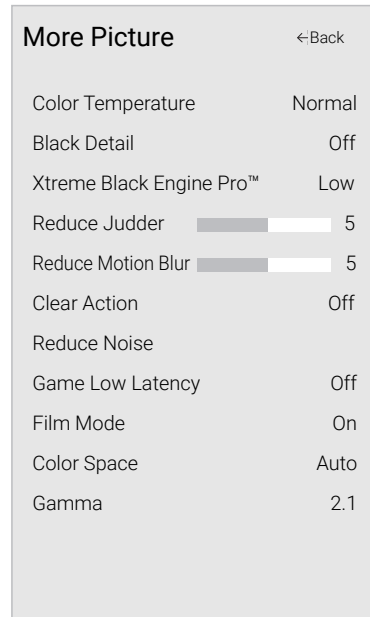 More Picture ←Back
Color Temperature Normal
Black Detail Off
Xtreme Black Engine Pro™ Low
Reduce Judder 5
Reduce Motion Blur 5
Clear Action Off
Reduce Noise
Game Low Latency Off
Film Mode On
Color Space Auto
Gamma 2.1